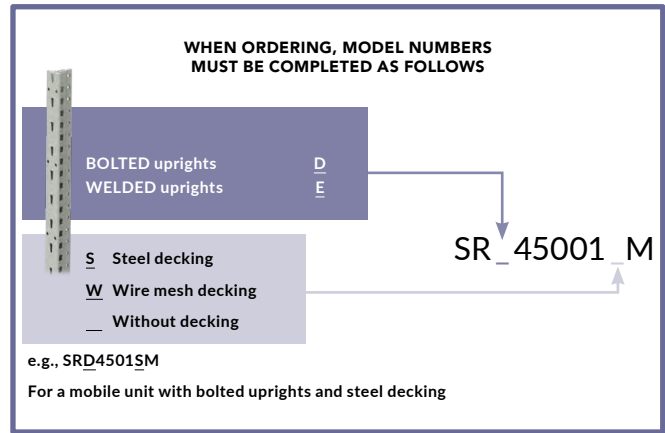 WHEN ORDERING, MODEL NUMBERS
MUST BE COMPLETED AS FOLLOWS
BOLTED uprights D
WELDED uprights E
SR_45001_M
S Steel decking
W Wire mesh decking
__ Without decking
e.g., SRD4501SM
For a mobile unit with bolted uprights and steel decking